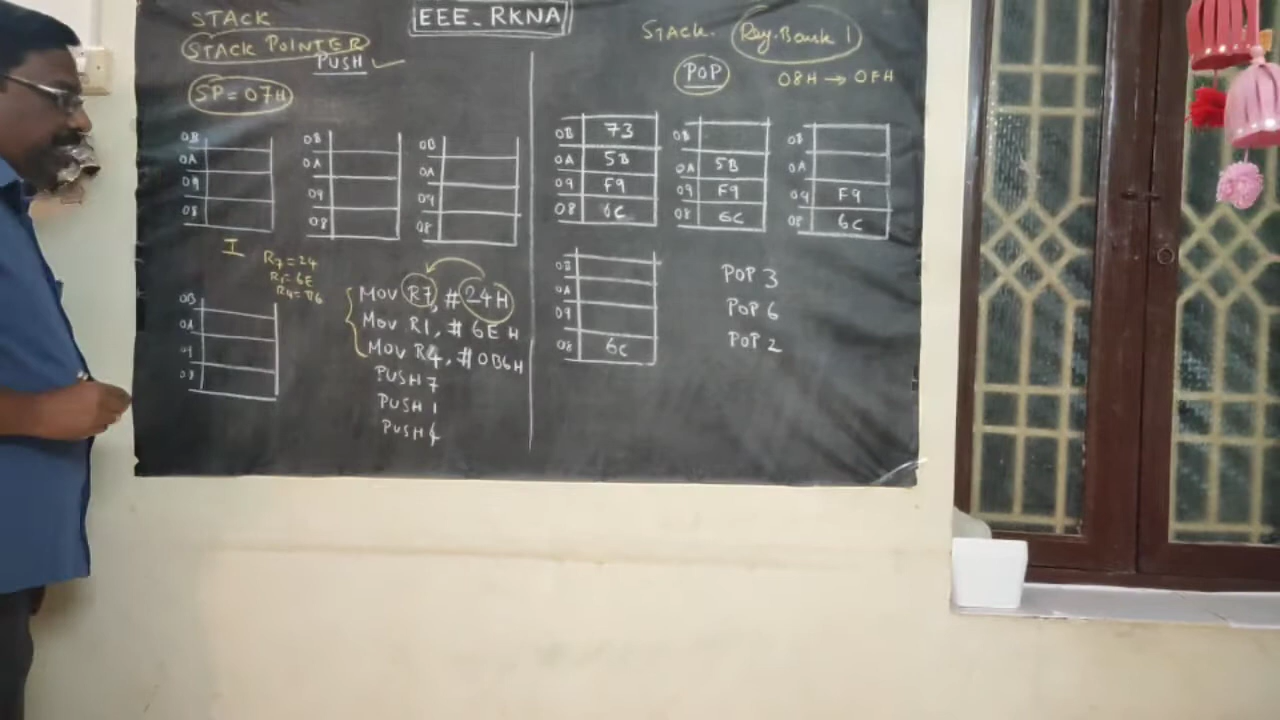 EEE-RKNA
STACK
STACK POINTER
PUSH
SP=07H
0B
0A
09
08
0B
0A
09
08
0B
0A
09
08
I
R7=24
R1=6E
0B
0A
09
08
MOV R7, #24H
MOV R1, #6EH
MOV R4, #0B6H
PUSH 7
PUSH 1
PUSH 4
STACK. Reg. Bank 1
POP
08H → 0FH
0B 73
0A 5B
09 F9
08 6C
0B
0A 5B
09 F9
08 6C
0B
0A
09 F9
08 6C
0B
0A
09
08 6C
POP 3
POP 6
POP 2